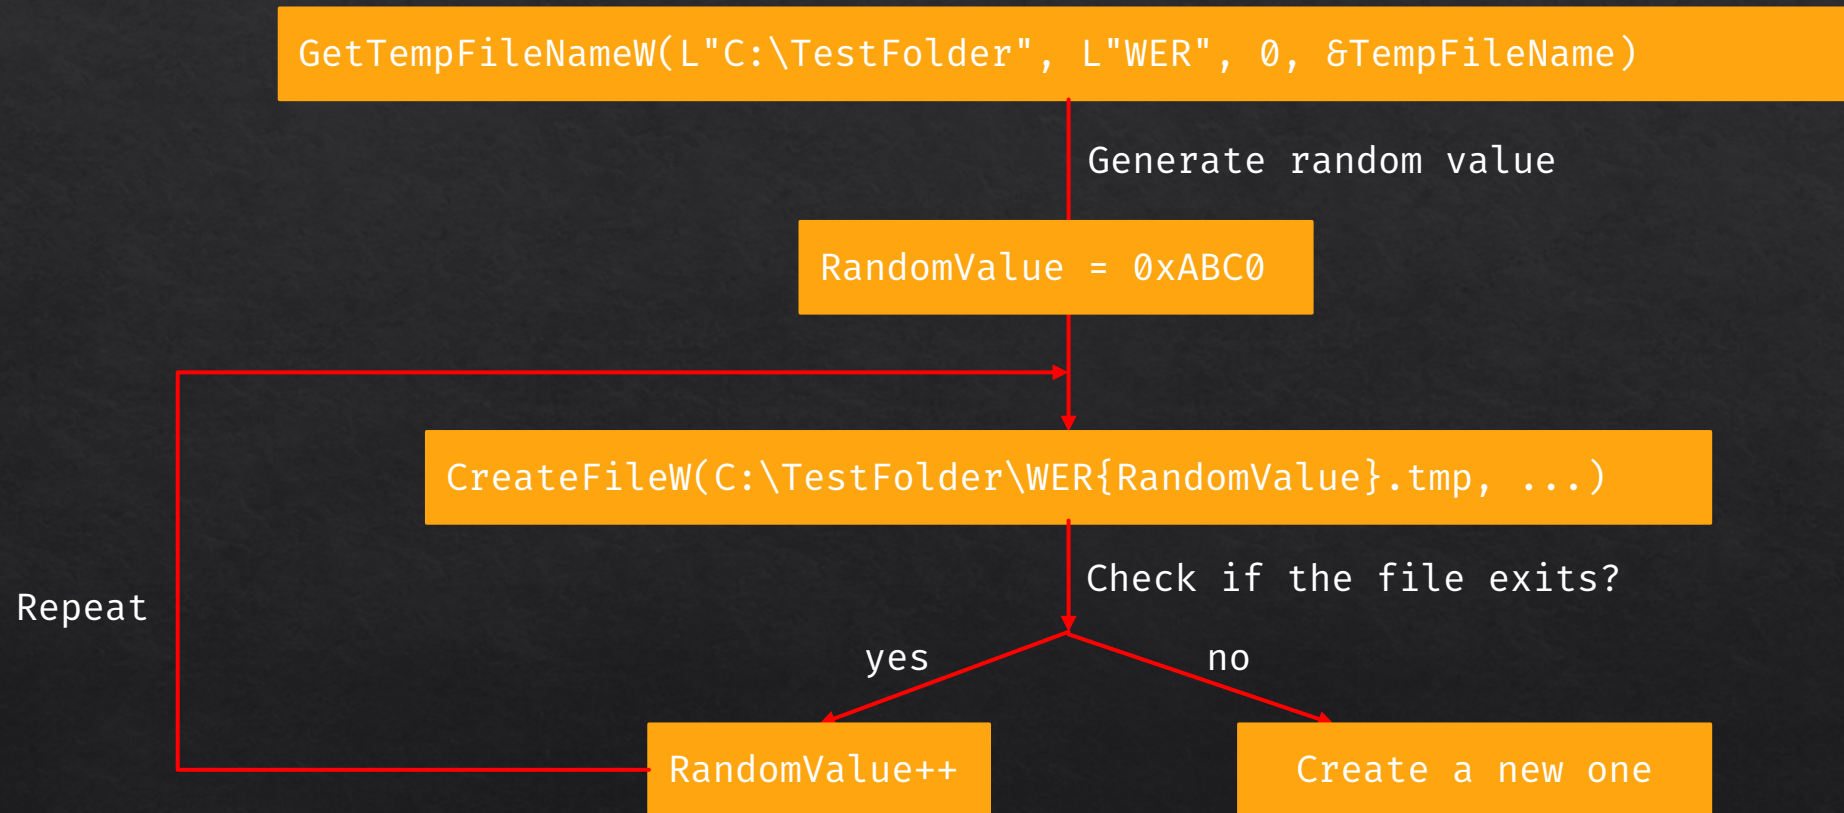 GetTempFileNameW(L"C:\TestFolder", L"WER", 0, &TempFileName)
Generate random value
RandomValue = 0xABC0
CreateFileW(C:\TestFolder\WER{RandomValue}.tmp, ...)
Check if the file exits?
Repeat
yes
no
RandomValue++
Create a new one